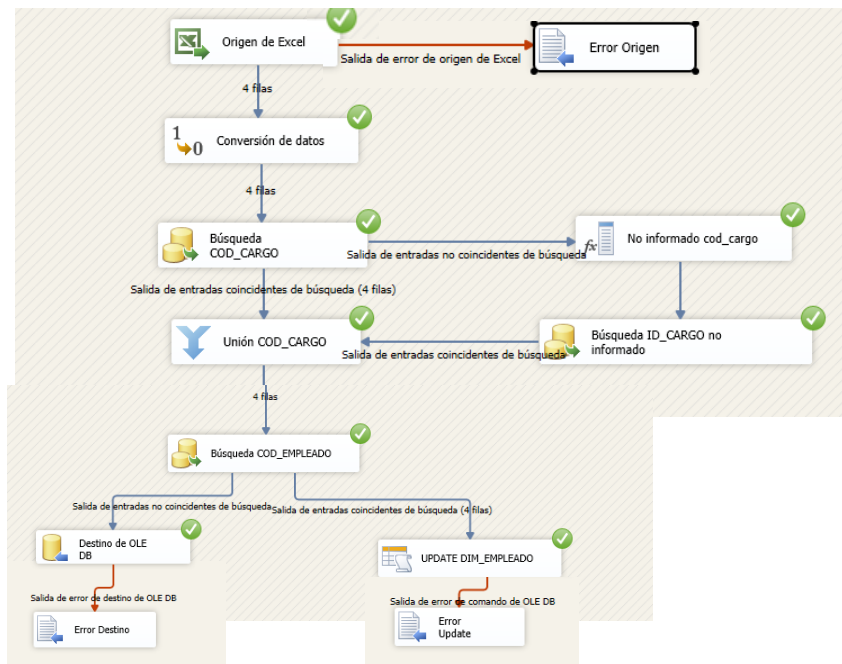 Origen de Excel
Salida de error de origen de Excel
Error Origen
4 filas
1
0
Conversión de datos
4 filas
Búsqueda
COD_CARGO
Salida de entradas no coincidentes de búsqueda
fx
No informado cod_cargo
Salida de entradas coincidentes de búsqueda (4 filas)
Unión COD_CARGO
Salida de entradas coincidentes de búsqueda
Búsqueda ID_CARGO no
informado
4 filas
Búsqueda COD_EMPLEADO
Salida de entradas no coincidentes de búsqueda
Salida de entradas coincidentes de búsqueda (4 filas)
Destino de OLE
DB
UPDATE DIM_EMPLEADO
Salida de error de destino de OLE DB
Salida de error de comando de OLE DB
Error Destino
Error
Update